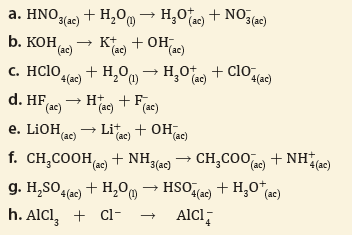 a. HNO₃₍ac₎ + H₂O₍l₎ → H₃O⁺₍ac₎ + NO₃⁻₍ac₎
b. KOH₍ac₎ → K⁺₍ac₎ + OH⁻₍ac₎
c. HClO₄₍ac₎ + H₂O₍l₎ → H₃O⁺₍ac₎ + ClO₄⁻₍ac₎
d. HF₍ac₎ → H⁺₍ac₎ + F⁻₍ac₎
e. LiOH₍ac₎ → Li⁺₍ac₎ + OH⁻₍ac₎
f. CH₃COOH₍ac₎ + NH₃₍ac₎ → CH₃COO⁻₍ac₎ + NH₄⁺₍ac₎
g. H₂SO₄₍ac₎ + H₂O₍l₎ → HSO₄⁻₍ac₎ + H₃O⁺₍ac₎
h. AlCl₃ + Cl⁻ → AlCl₄⁻